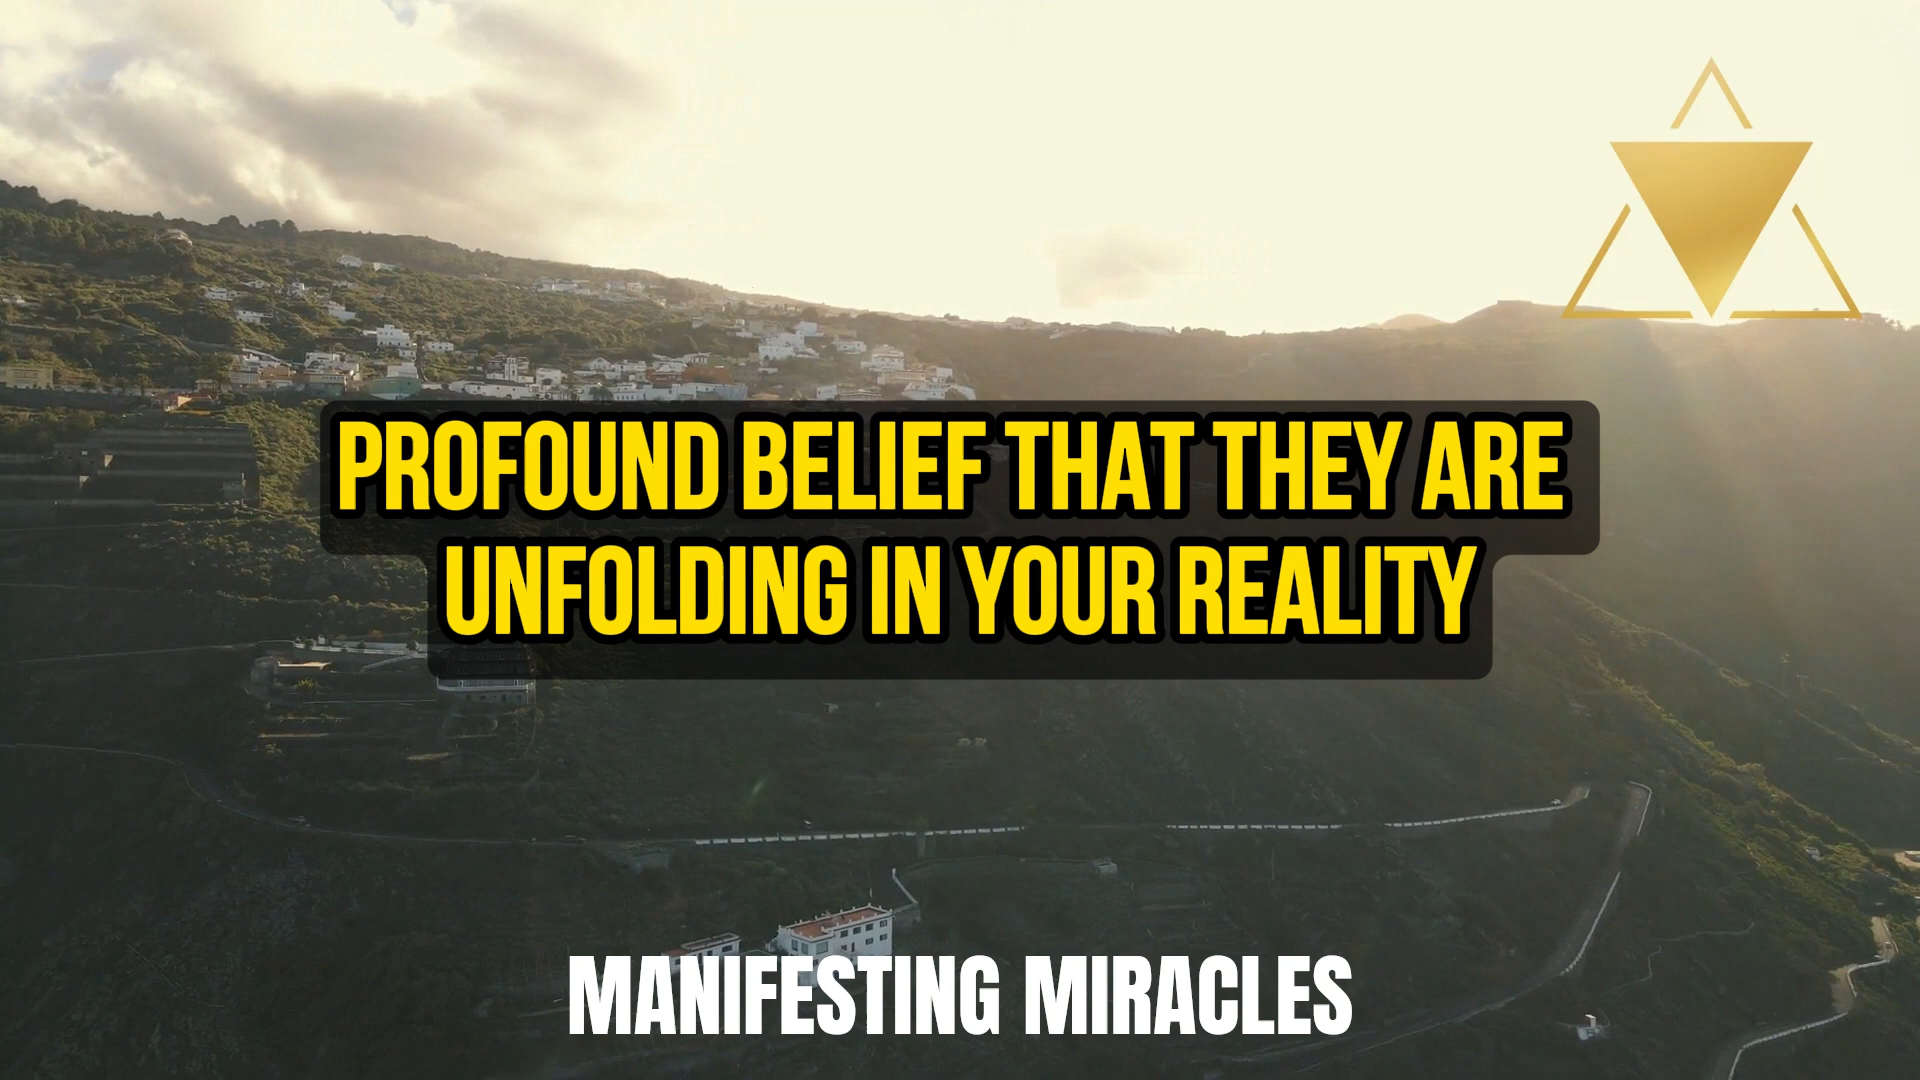 PROFOUND BELIEF THAT THEY ARE
UNFOLDING IN YOUR REALITY
MANIFESTING MIRACLES